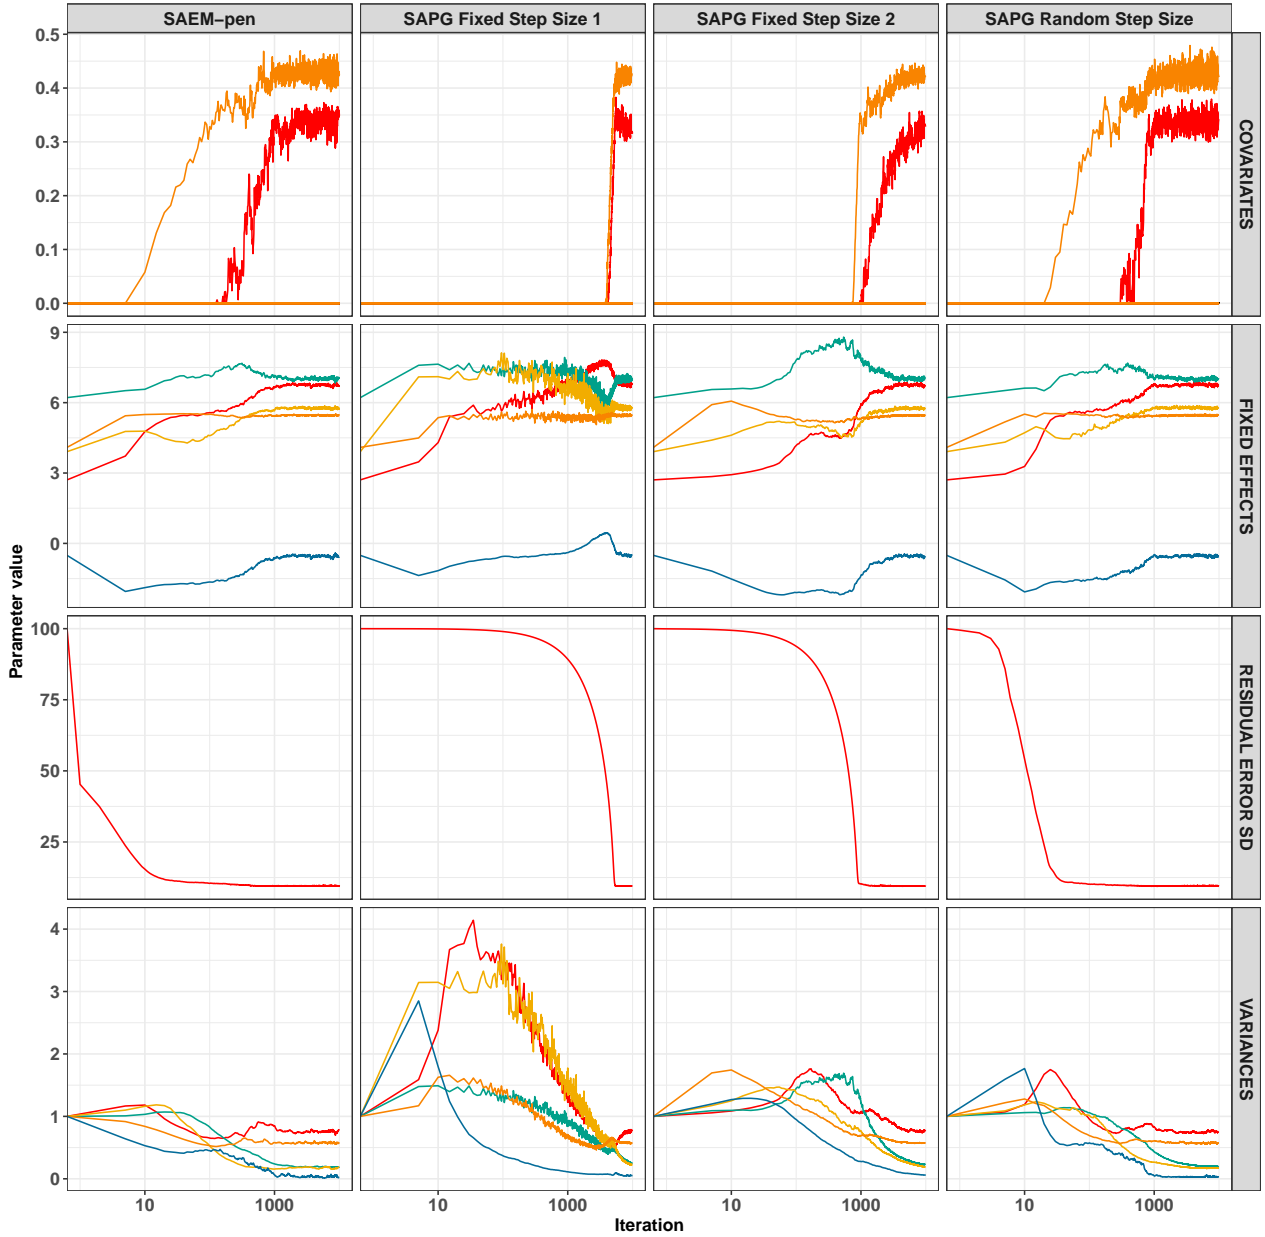 SAEM−pen
SAPG Fixed Step Size 1
SAPG Fixed Step Size 2
SAPG Random Step Size
0.5
0.4
0.3
0.2
0.1
0.0
COVARIATES
9
6
3
0
FIXED EFFECTS
Parameter value
100
75
50
25
RESIDUAL ERROR SD
4
3
2
1
0
VARIANCES
10
1000
10
1000
10
1000
10
1000
Iteration